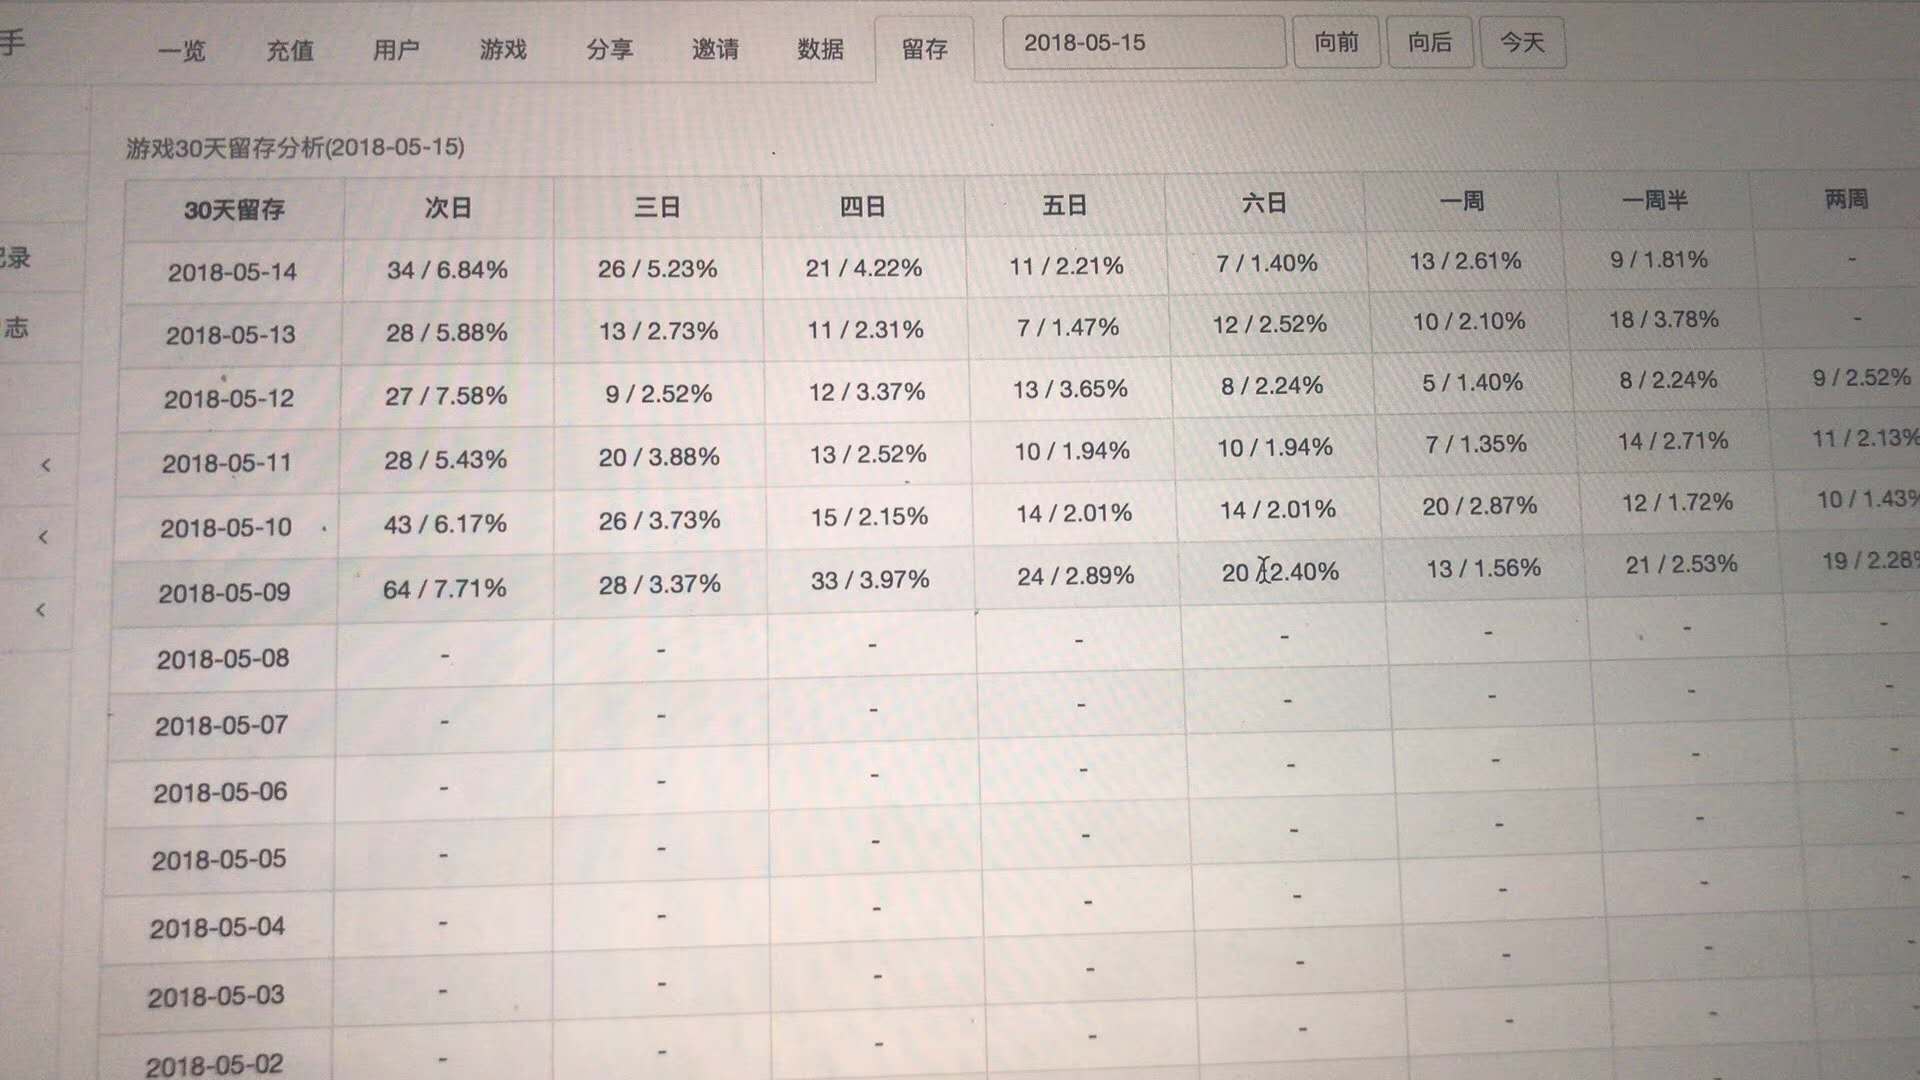 手 一览 充值 用户 游戏 分享 邀请 数据 留存 2018-05-15 向前 向后 今天
游戏30天留存分析(2018-05-15)
30天留存 次日 三日 四日 五日 六日 一周 一周半 两周
2018-05-14 34 / 6.84% 26 / 5.23% 21 / 4.22% 11 / 2.21% 7 / 1.40% 13 / 2.61% 9 / 1.81% -
录
2018-05-13 28 / 5.88% 13 / 2.73% 11 / 2.31% 7 / 1.47% 12 / 2.52% 10 / 2.10% 18 / 3.78% -
志
2018-05-12 27 / 7.58% 9 / 2.52% 12 / 3.37% 13 / 3.65% 8 / 2.24% 5 / 1.40% 8 / 2.24% 9 / 2.52%
2018-05-11 28 / 5.43% 20 / 3.88% 13 / 2.52% 10 / 1.94% 10 / 1.94% 7 / 1.35% 14 / 2.71% 11 / 2.13%
2018-05-10 43 / 6.17% 26 / 3.73% 15 / 2.15% 14 / 2.01% 14 / 2.01% 20 / 2.87% 12 / 1.72% 10 / 1.43%
2018-05-09 64 / 7.71% 28 / 3.37% 33 / 3.97% 24 / 2.89% 20 / 2.40% 13 / 1.56% 21 / 2.53% 19 / 2.28%
2018-05-08 - - - - - - - -
2018-05-07 - - - - - - - -
2018-05-06 - - - - - - - -
2018-05-05 - - - - - - - -
2018-05-04 - - - - - - - -
2018-05-03 - - - - - - - -
2018-05-02 - - - - - - -